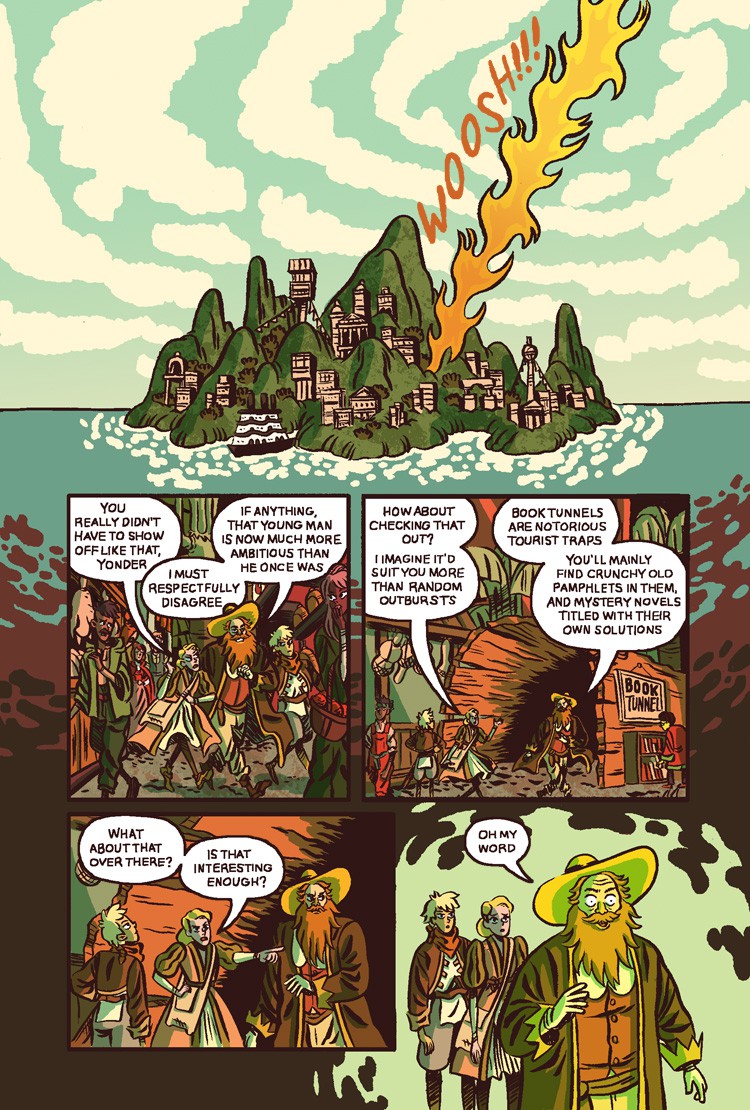 WOOSH!!!
YOU
REALLY DIDN'T
HAVE TO SHOW
OFF LIKE THAT,
YONDER
I MUST
RESPECTFULLY
DISAGREE
IF ANYTHING,
THAT YOUNG MAN
IS NOW MUCH MORE
AMBITIOUS THAN
HE ONCE WAS
HOW ABOUT
CHECKING THAT
OUT?
I IMAGINE IT'D
SUIT YOU MORE
THAN RANDOM
OUTBURSTS
BOOK TUNNELS
ARE NOTORIOUS
TOURIST TRAPS
YOU'LL MAINLY
FIND CRUNCHY OLD
PAMPHLETS IN THEM,
AND MYSTERY NOVELS
TITLED WITH THEIR
OWN SOLUTIONS
BOOK
TUNNEL
WHAT
ABOUT THAT
OVER THERE?
IS THAT
INTERESTING
ENOUGH?
OH MY
WORD